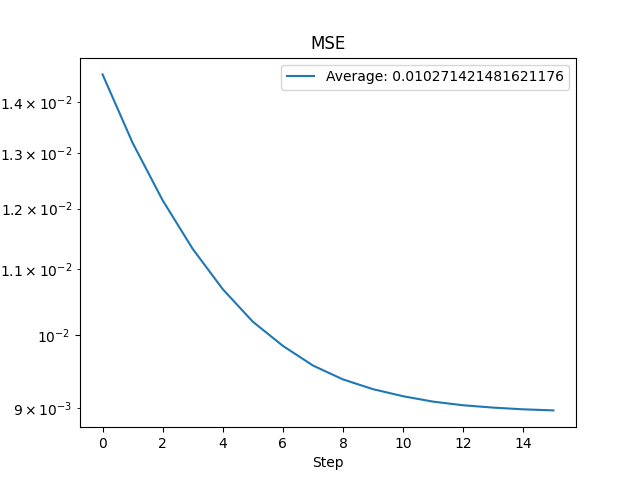 MSE
Average: 0.010271421481621176
1.4 × 10⁻²
1.3 × 10⁻²
1.2 × 10⁻²
1.1 × 10⁻²
10⁻²
9 × 10⁻³
0 2 4 6 8 10 12 14
Step